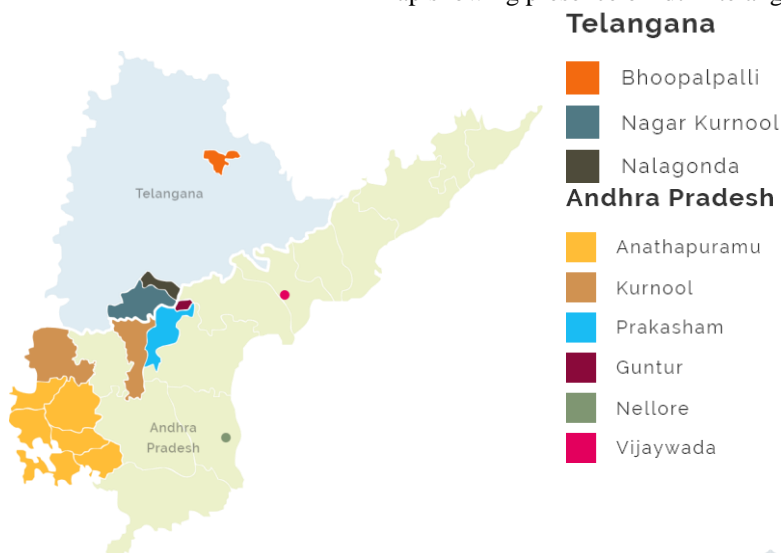 Telangana
Bhoopalpalli
Nagar Kurnool
Nalagonda
Andhra Pradesh
Anathapuramu
Kurnool
Prakasham
Guntur
Nellore
Vijaywada
Telangana
Andhra
Pradesh